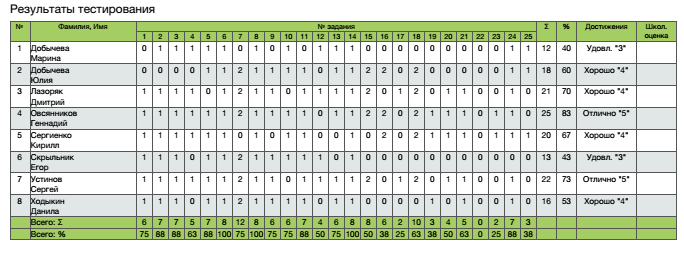 Результаты тестирования
№ Фамилия, Имя № задания Σ % Достижения Школ. оценка
1 2 3 4 5 6 7 8 9 10 11 12 13 14 15 16 17 18 19 20 21 22 23 24 25
1 Добычева Марина 0 1 1 1 1 1 0 1 0 1 0 1 1 1 1 0 0 0 0 0 0 0 0 1 0 12 40 Удовл. "3"
2 Добычева Юлия 0 0 0 0 1 1 2 1 1 1 1 0 1 1 2 2 0 2 0 0 0 0 0 1 1 18 60 Хорошо "4"
3 Лазоряк Дмитрий 1 1 1 1 0 1 2 1 1 1 1 0 1 1 2 0 1 2 0 1 1 0 0 1 0 21 70 Хорошо "4"
4 Овсянников Геннадий 1 1 1 1 1 1 2 1 1 1 1 0 1 1 2 2 0 2 1 1 1 0 1 1 0 25 83 Отлично "5"
5 Сергиенко Кирилл 1 1 1 1 1 1 0 1 0 1 1 0 0 1 0 2 0 2 1 1 1 0 1 1 1 20 67 Хорошо "4"
6 Скрыльник Егор 1 1 1 0 1 1 2 1 1 1 1 1 0 1 0 0 0 0 0 0 0 0 0 0 0 13 43 Удовл. "3"
7 Устинов Сергей 1 1 1 1 1 1 2 1 1 0 1 1 1 1 2 0 1 2 0 1 1 0 0 1 1 22 73 Отлично "5"
8 Ходыкин Данила 1 1 1 0 1 1 2 1 1 0 1 1 1 1 0 0 0 0 1 0 1 0 0 1 0 16 53 Хорошо "4"
Всего: Σ 6 7 7 5 7 8 12 8 6 6 7 4 6 8 8 6 2 10 3 4 5 0 2 7 3
Всего: % 75 88 88 63 88 100 75 100 75 75 88 50 75 100 50 38 25 63 38 50 63 0 25 88 38